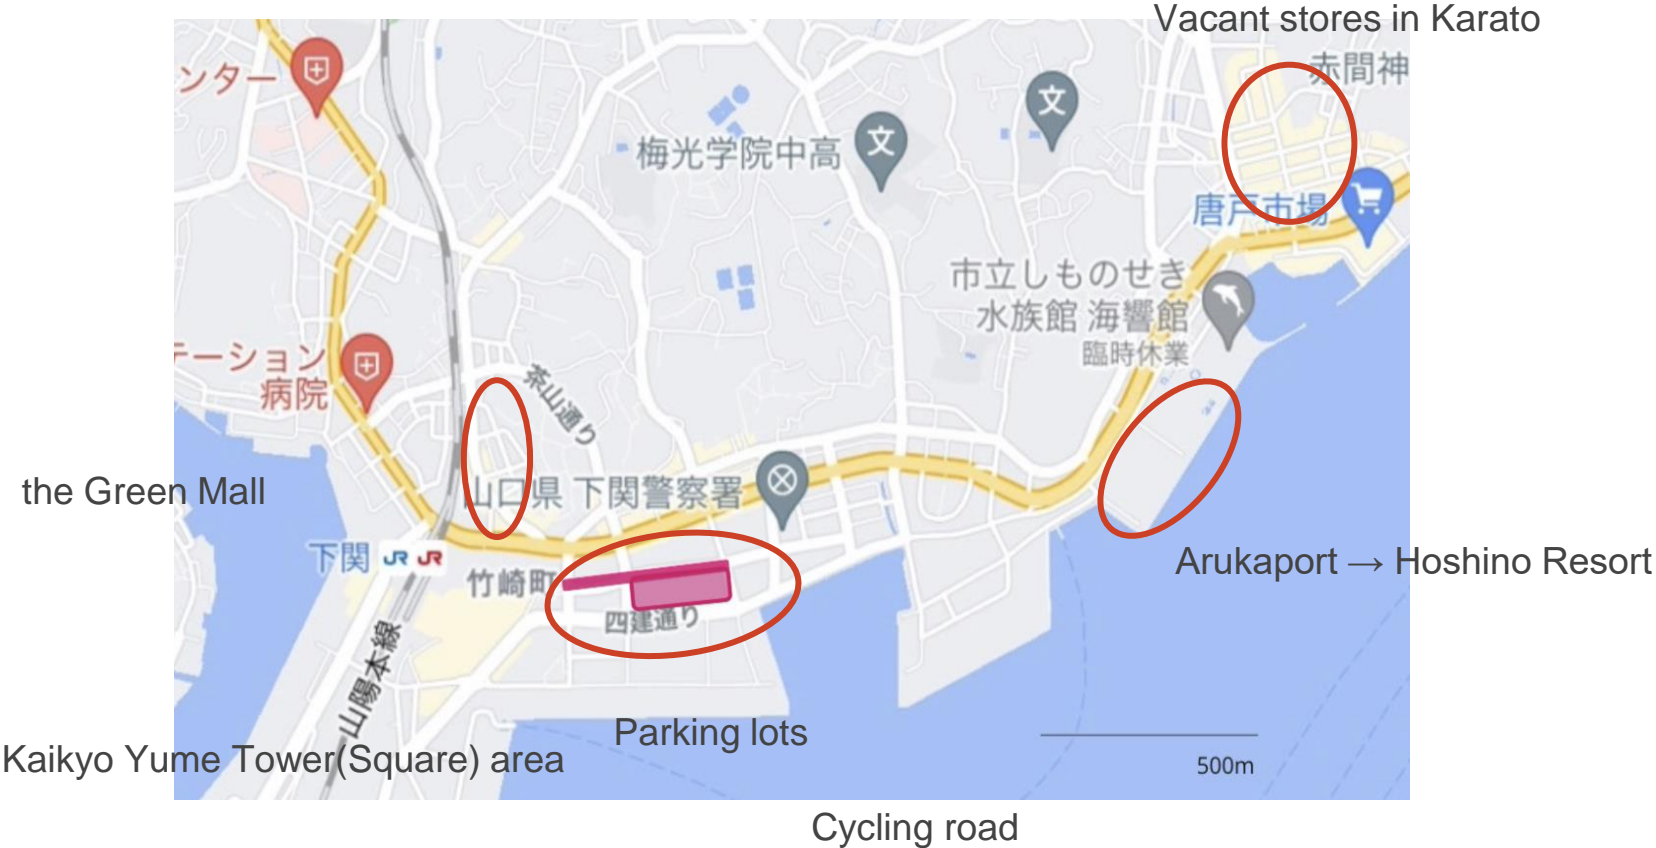 Vacant stores in Karato
赤間神
ンター
梅光学院中高
文
文
唐戸市場
市立しものせき
水族館 海響館
臨時休業
ーション
病院
茶山通り
the Green Mall
山口県 下関警察署
下関 JR JR
竹崎町
四建通り
Arukaport → Hoshino Resort
山陽本線
Parking lots
Kaikyo Yume Tower(Square) area
500m
Cycling road